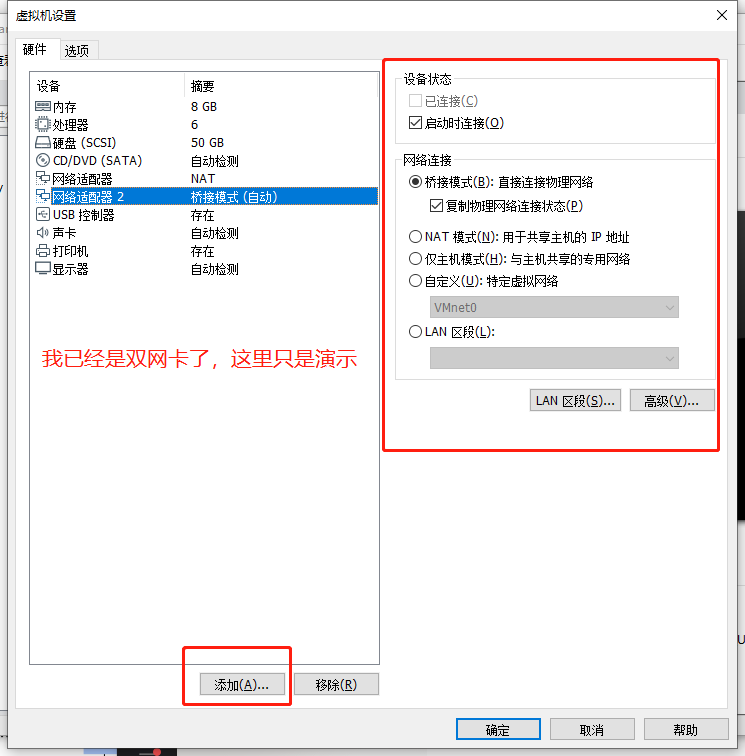 虚拟机设置
硬件 选项
设备 摘要
内存 8 GB
处理器 6
硬盘 (SCSI) 50 GB
CD/DVD (SATA) 自动检测
网络适配器 NAT
网络适配器 2 桥接模式 (自动)
USB 控制器 存在
声卡 自动检测
打印机 存在
显示器 自动检测
我已经是双网卡了，这里只是演示
添加(A)... 移除(R)
设备状态
已连接(C)
启动时连接(O)
网络连接
桥接模式(B): 直接连接物理网络
复制物理网络连接状态(P)
NAT 模式(N): 用于共享主机的 IP 地址
仅主机模式(H): 与主机共享的专用网络
自定义(U): 特定虚拟网络
VMnet0
LAN 区段(L):
LAN 区段(S)... 高级(V)...
确定 取消 帮助